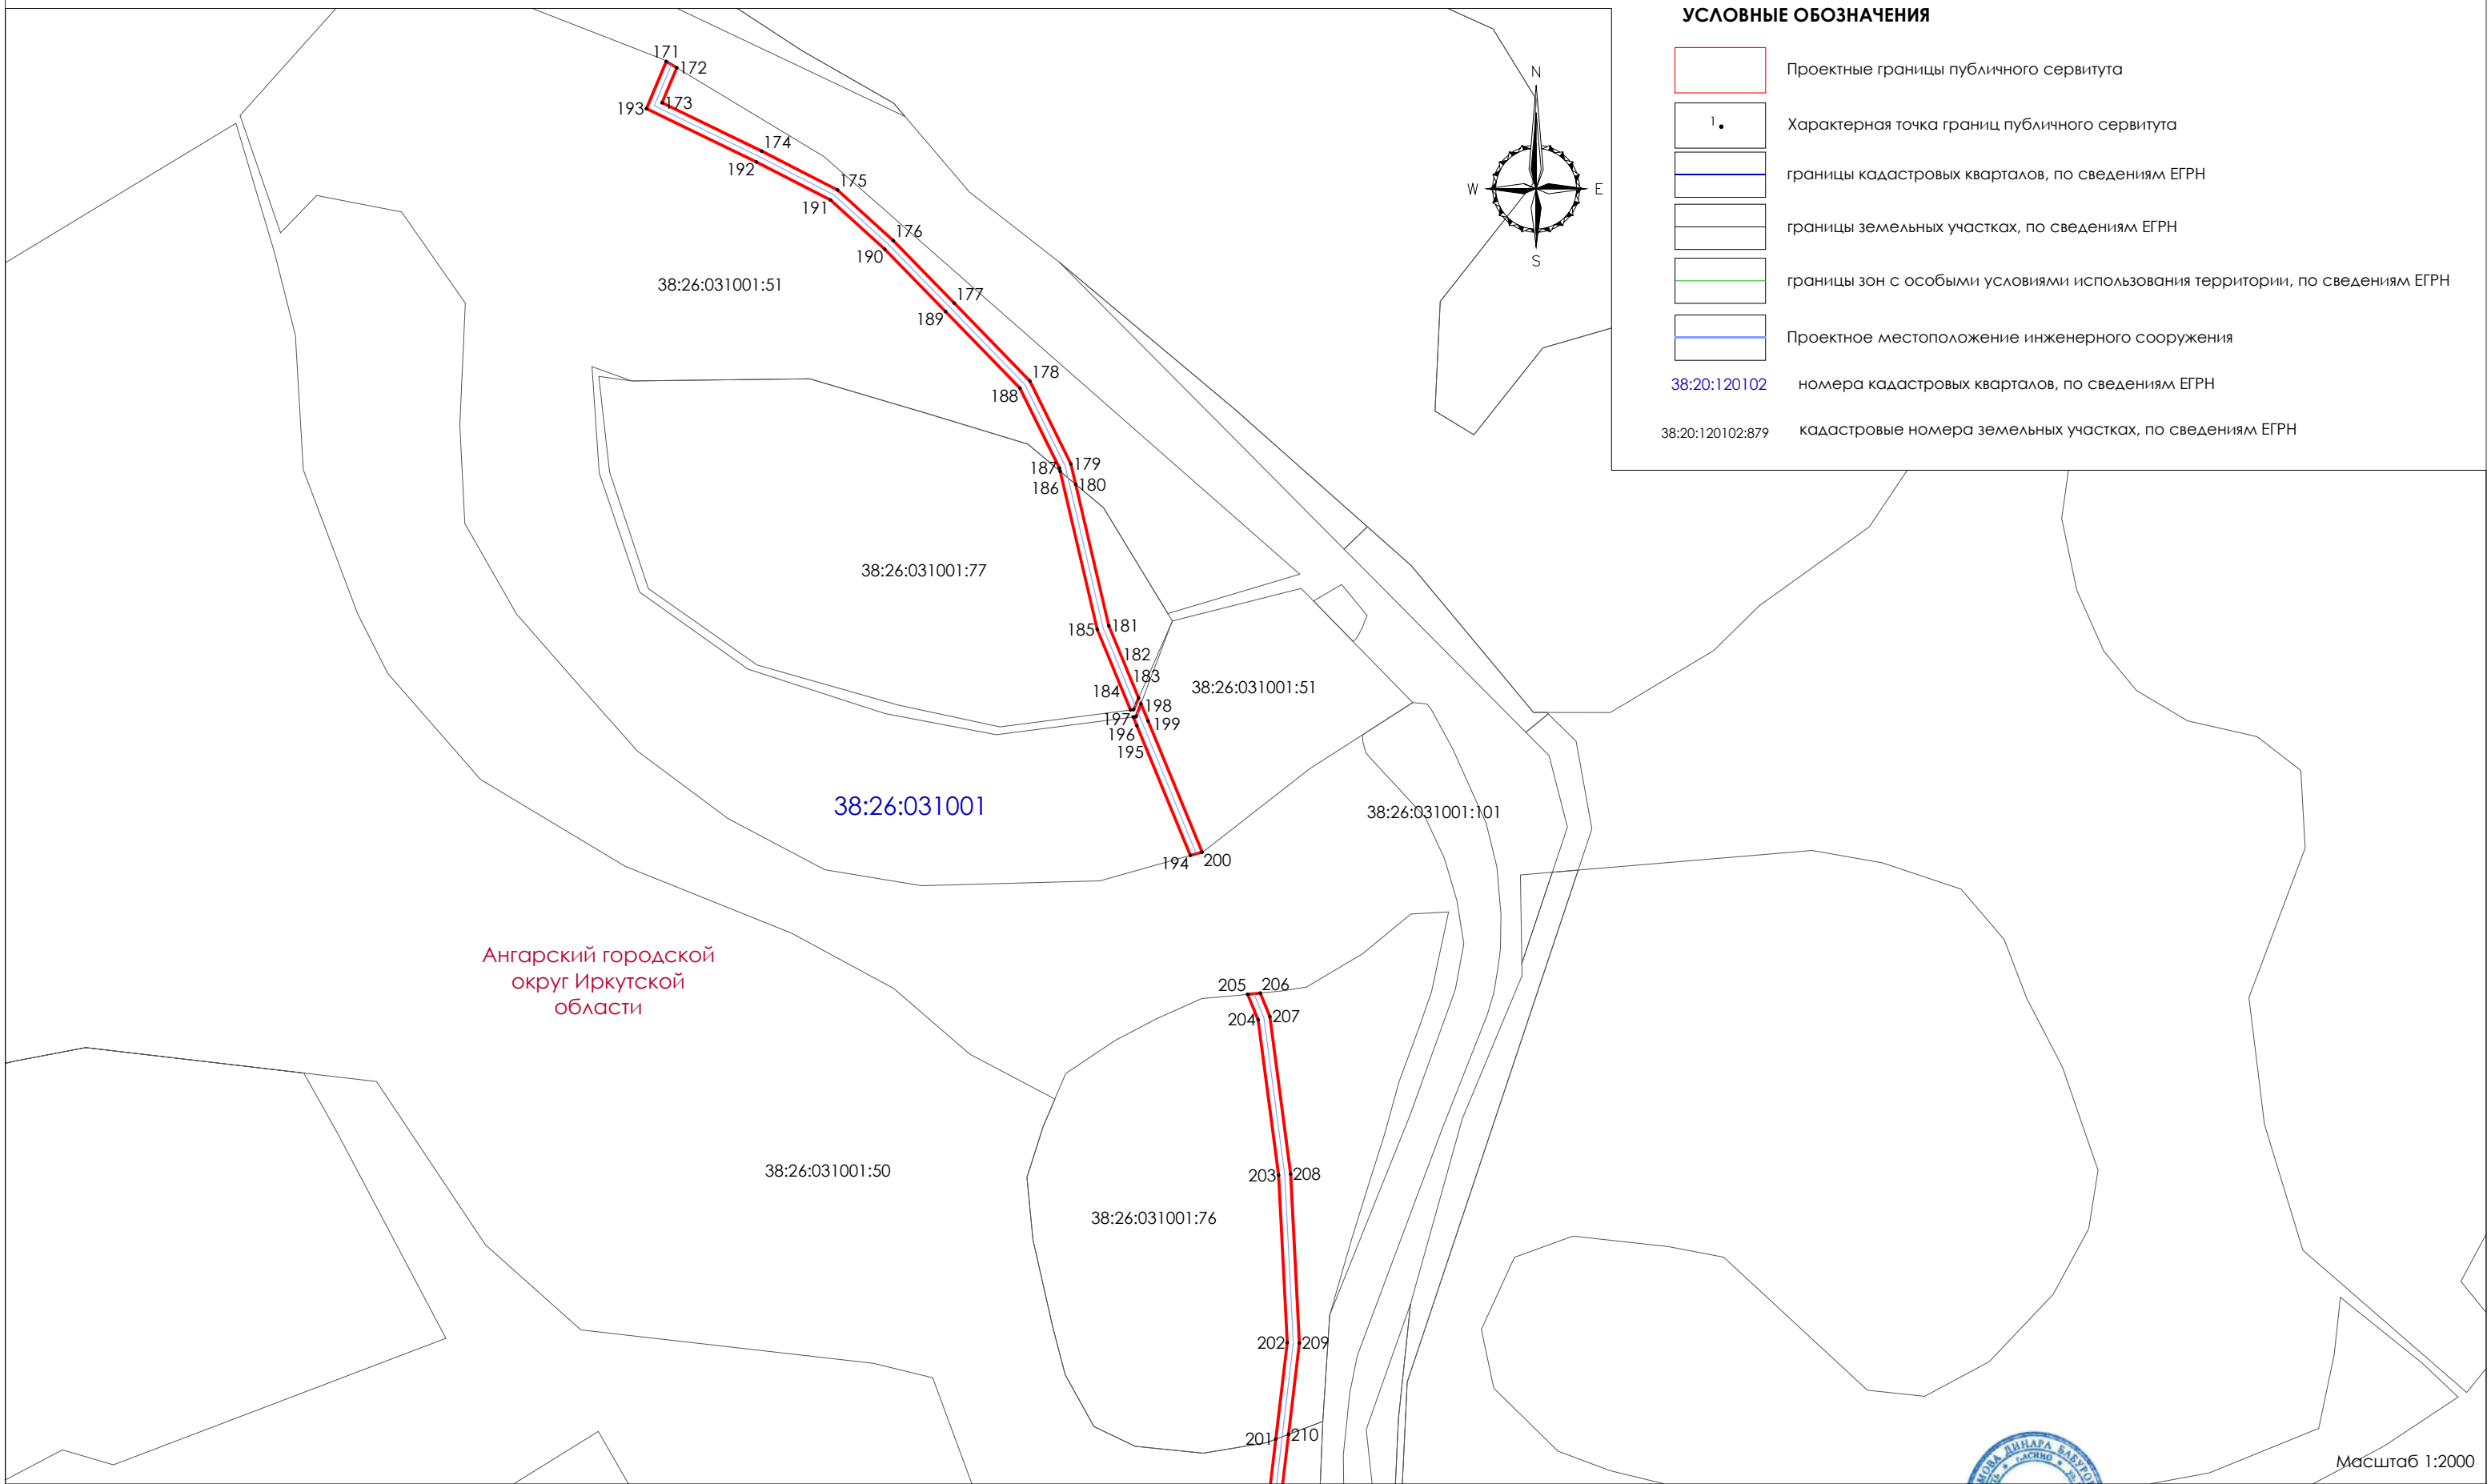 УСЛОВНЫЕ ОБОЗНАЧЕНИЯ
Проектные границы публичного сервитута
1
Характерная точка границ публичного сервитута
границы кадастровых кварталов, по сведениям ЕГРН
границы земельных участках, по сведениям ЕГРН
границы зон с особыми условиями использования территории, по сведениям ЕГРН
Проектное местоположение инженерного сооружения
38:20:120102 номера кадастровых кварталов, по сведениям ЕГРН
38:20:120102:879 кадастровые номера земельных участках, по сведениям ЕГРН
N
W E
S
171
172
193 173
174
192
175
191
176
190
38:26:031001:51
177
189
178
188
179
187
180
186
38:26:031001:77
181
185
182
183
38:26:031001:51
184
198
197
199
196
195
38:26:031001
38:26:031001:101
194 200
Ангарский городской
округ Иркутской
области
205 206
204 207
38:26:031001:50
203 208
38:26:031001:76
202 209
201 210
ДИНАРА
г.АСИНО
Масштаб 1:2000